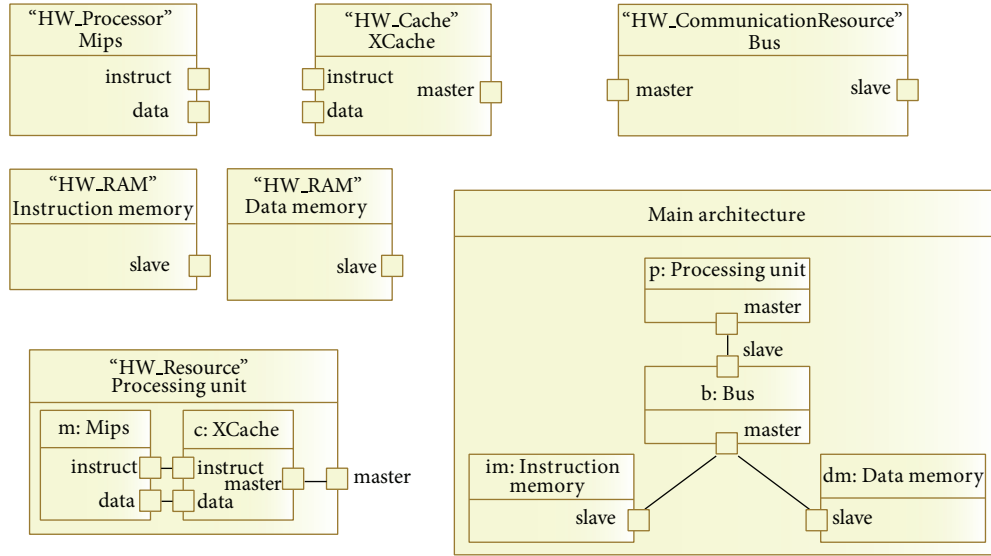 “HW_Processor”
Mips
instruct
data
“HW_Cache”
XCache
instruct
master
data
“HW_CommunicationResource”
Bus
master
slave
“HW_RAM”
Instruction memory
slave
“HW_RAM”
Data memory
slave
“HW_Resource”
Processing unit
m: Mips
instruct
data
c: XCache
instruct
master
data
master
Main architecture
p: Processing unit
master
slave
b: Bus
master
im: Instruction
memory
slave
dm: Data memory
slave